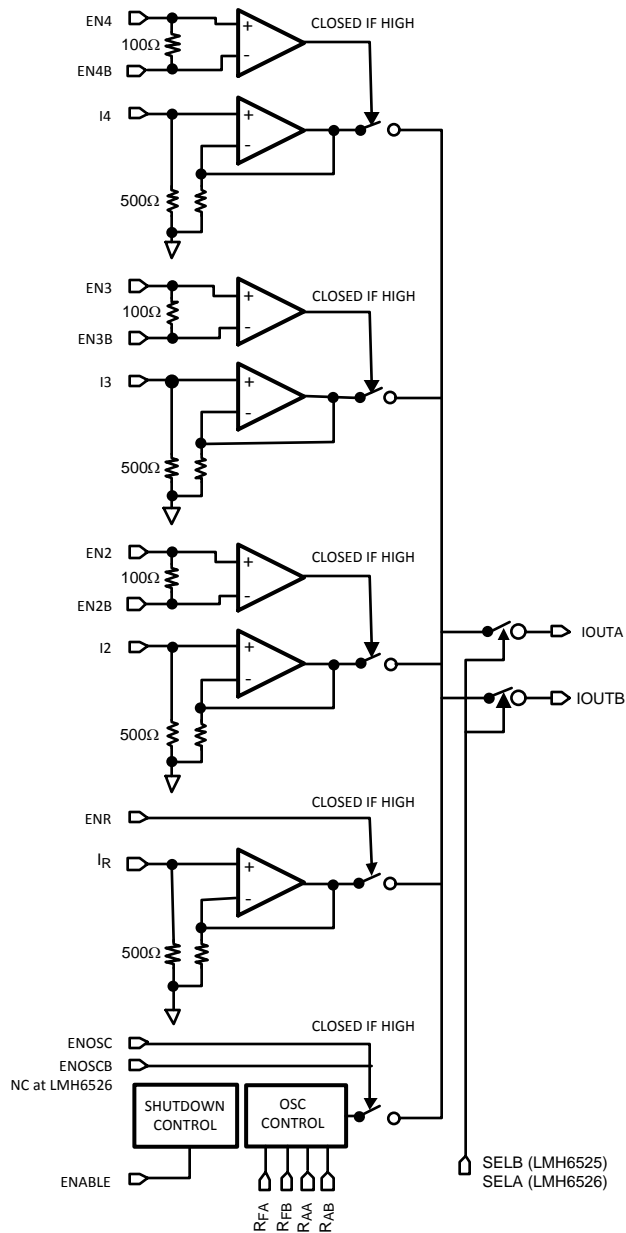 EN4
CLOSED IF HIGH
100Ω
EN4B
I4
+
-
+
-
500Ω
EN3
CLOSED IF HIGH
100Ω
EN3B
I3
+
-
+
-
500Ω
EN2
CLOSED IF HIGH
100Ω
EN2B
I2
+
-
+
-
500Ω
IOUTA
IOUTB
ENR
CLOSED IF HIGH
IR
+
-
500Ω
ENOSC
CLOSED IF HIGH
ENOSCB
NC at LMH6526
SHUTDOWN
CONTROL
OSC
CONTROL
ENABLE
RFA
RFB
RAA
RAB
SELB (LMH6525)
SELA (LMH6526)